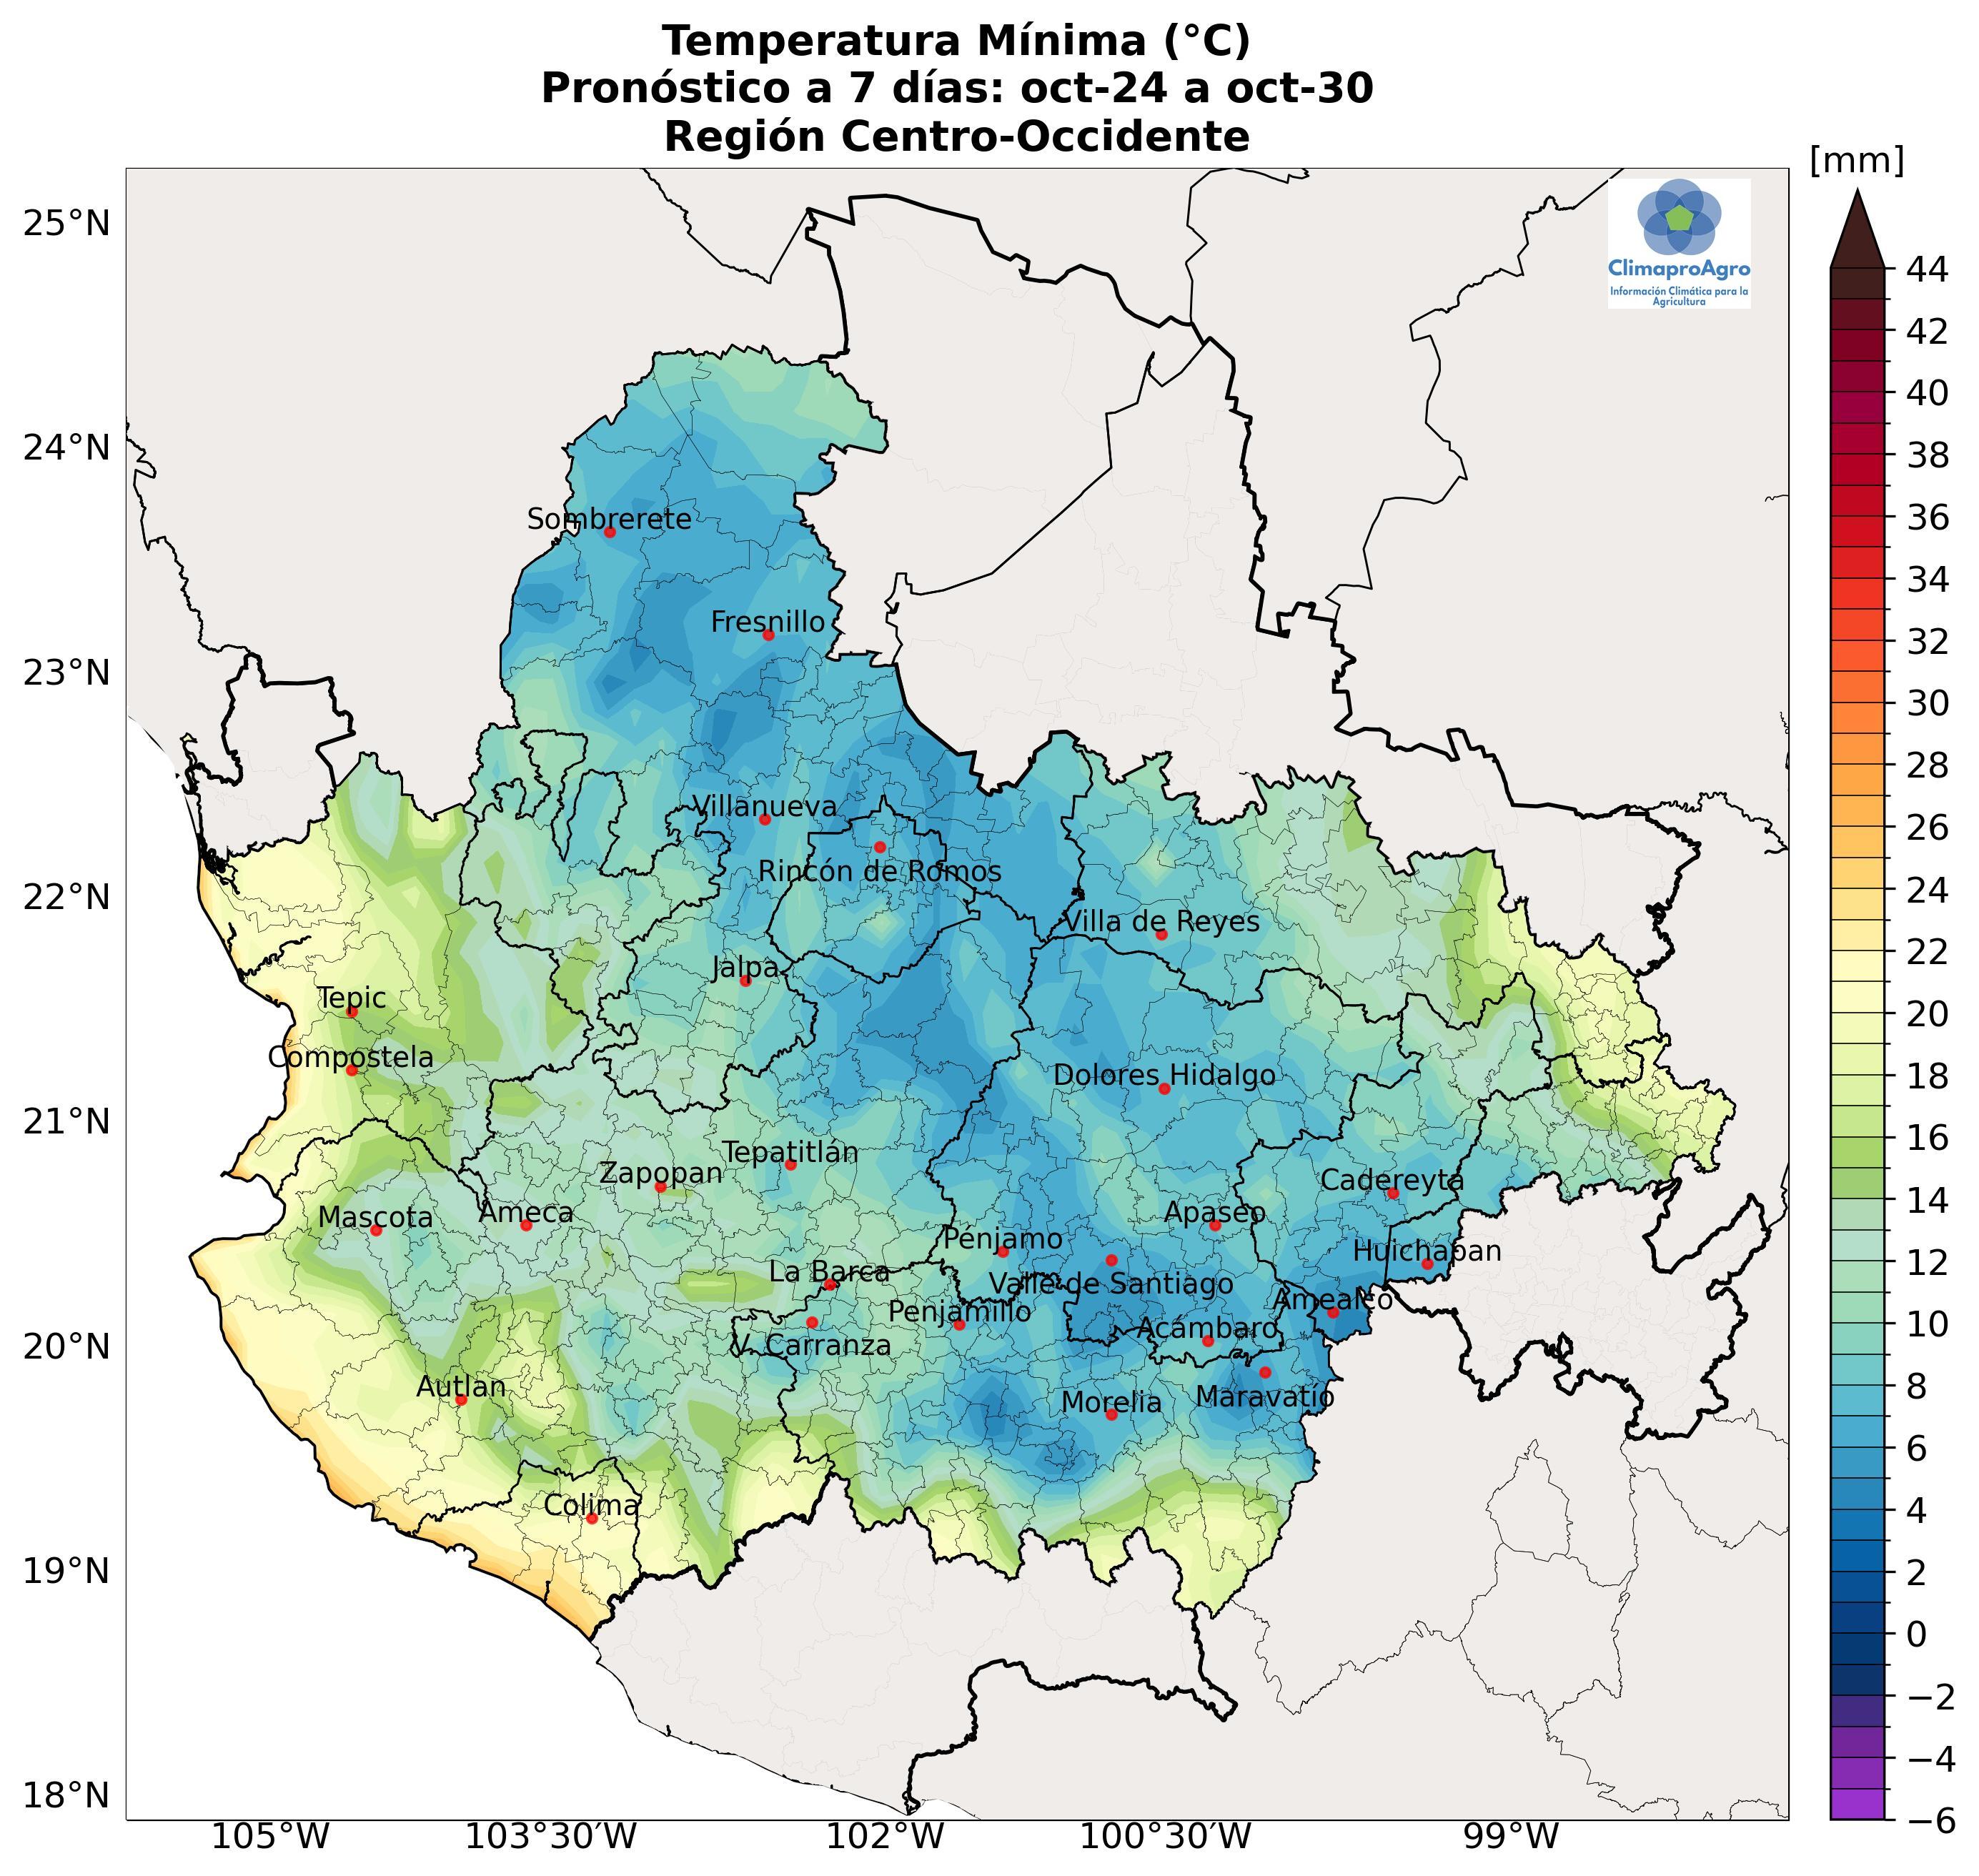 Temperatura Mínima (°C)
Pronóstico a 7 días: oct-24 a oct-30
Región Centro-Occidente
[mm]
25°N
24°N
23°N
22°N
21°N
20°N
19°N
18°N
ClimaproAgro
Información Climática para la
Agricultura
Sombrerete
Fresnillo
Villanueva
Rincón de Romos
Villa de Reyes
Jalpa
Tepic
Compostela
Dolores Hidalgo
Tepatitlán
Zapopan
Cadereyta
Mascota
Ameca
Apaseo
Pénjamo
Huichapan
La Barca
Valle de Santiago
Amealco
Penjamillo
Acámbaro
V. Carranza
Autlan
Morelia
Maravatío
Colima
105°W
103°30′W
102°W
100°30′W
99°W
44
42
40
38
36
34
32
30
28
26
24
22
20
18
16
14
12
10
8
6
4
2
0
−2
−4
−6